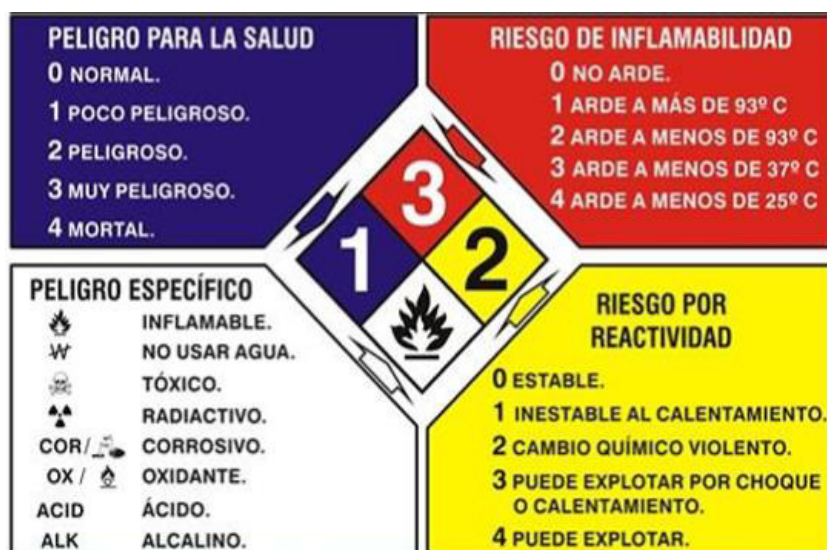 PELIGRO PARA LA SALUD
0 NORMAL.
1 POCO PELIGROSO.
2 PELIGROSO.
3 MUY PELIGROSO.
4 MORTAL.
RIESGO DE INFLAMABILIDAD
0 NO ARDE.
1 ARDE A MÁS DE 93º C
2 ARDE A MENOS DE 93º C
3 ARDE A MENOS DE 37º C
4 ARDE A MENOS DE 25º C
3
1
2
PELIGRO ESPECÍFICO
INFLAMABLE.
W NO USAR AGUA.
TÓXICO.
RADIACTIVO.
COR/ CORROSIVO.
OX / OXIDANTE.
ACID ÁCIDO.
ALK ALCALINO.
RIESGO POR
REACTIVIDAD
0 ESTABLE.
1 INESTABLE AL CALENTAMIENTO.
2 CAMBIO QUÍMICO VIOLENTO.
3 PUEDE EXPLOTAR POR CHOQUE
O CALENTAMIENTO.
4 PUEDE EXPLOTAR.